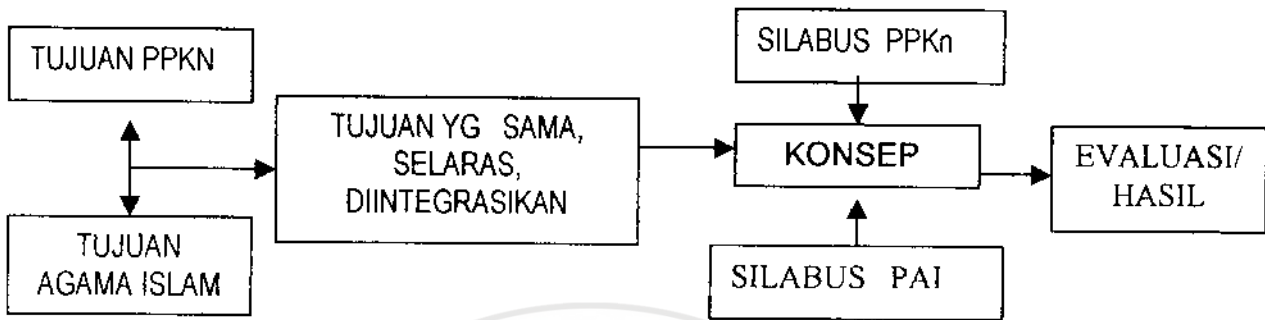 TUJUAN PPKN
TUJUAN
AGAMA ISLAM
TUJUAN YG SAMA,
SELARAS,
DIINTEGRASIKAN
SILABUS PPKn
KONSEP
SILABUS PAI
EVALUASI/
HASIL